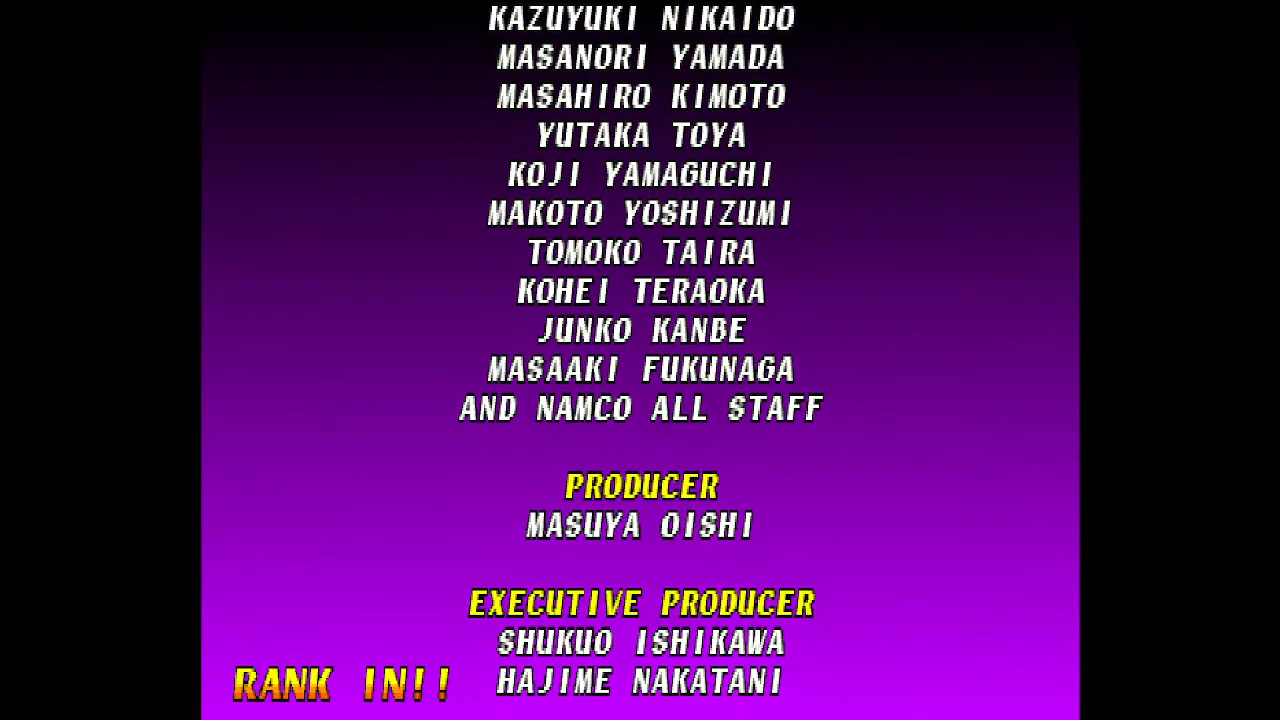 KAZUYUKI NIKAIDO
MASANORI YAMADA
MASAHIRO KIMOTO
YUTAKA TOYA
KOJI YAMAGUCHI
MAKOTO YOSHIZUMI
TOMOKO TAIRA
KOHEI TERAOKA
JUNKO KANBE
MASAAKI FUKUNAGA
AND NAMCO ALL STAFF
PRODUCER
MASUYA OISHI
EXECUTIVE PRODUCER
SHUKUO ISHIKAWA
HAJIME NAKATANI
RANK IN!!